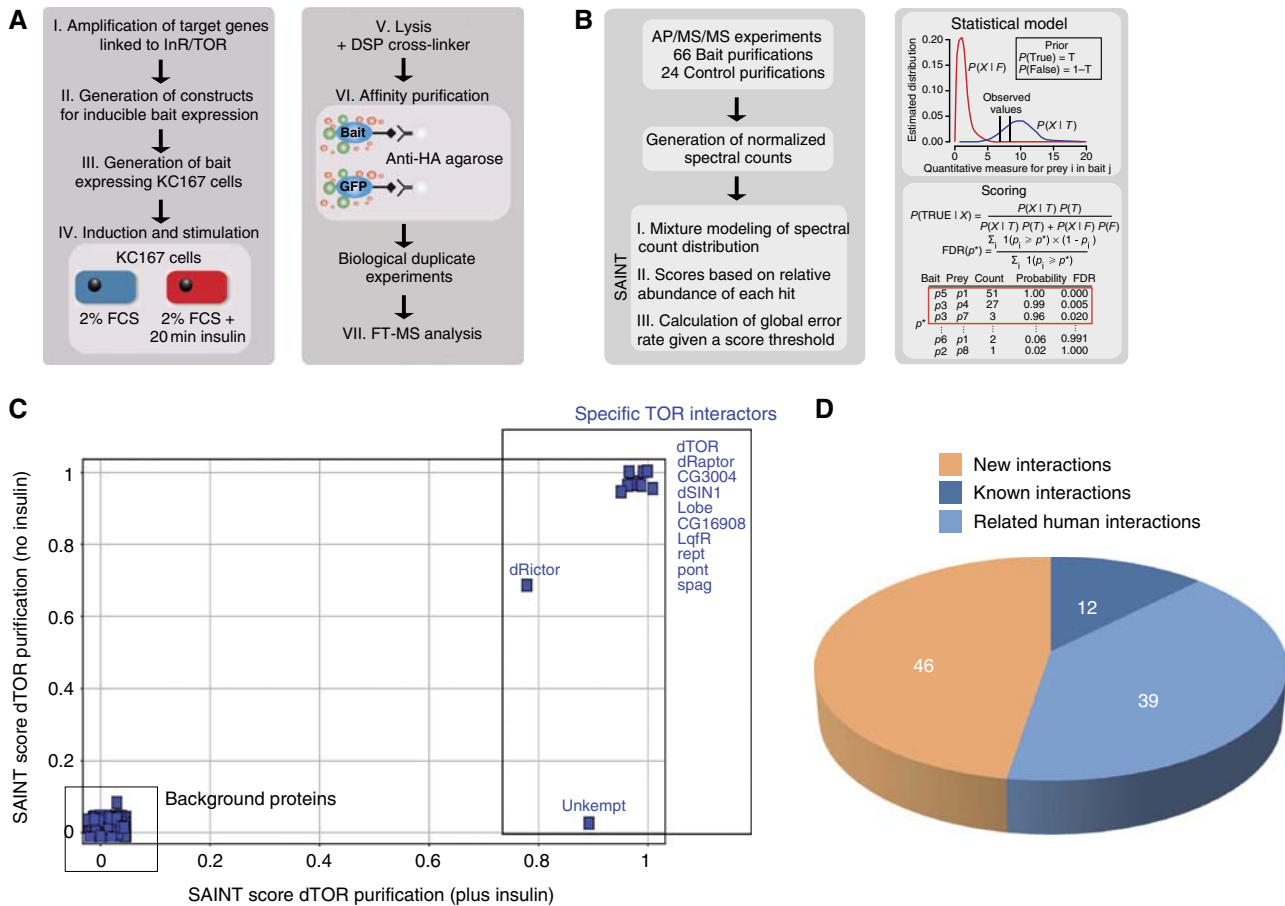 A
I. Amplification of target genes
linked to InR/TOR
II. Generation of constructs
for inducible bait expression
III. Generation of bait
expressing KC167 cells
IV. Induction and stimulation
KC167 cells
2% FCS
2% FCS +
20 min insulin
V. Lysis
+ DSP cross-linker
VI. Affinity purification
Bait
Anti-HA agarose
GFP
Biological duplicate
experiments
VII. FT-MS analysis
B
AP/MS/MS experiments
66 Bait purifications
24 Control purifications
Generation of normalized
spectral counts
SAINT
I. Mixture modeling of spectral
count distribution
II. Scores based on relative
abundance of each hit
III. Calculation of global error
rate given a score threshold
Statistical model
Estimated distribution
0.20
0.15
0.10
0.05
0.00
P(X | F)
Prior
P(True) = T
P(False) = 1–T
Observed
values
P(X | T)
0 5 10 15 20
Quantitative measure for prey i in bait j
Scoring
P(TRUE | X) = P(X | T) P(T)
P(X | T) P(T) + P(X | F) P(F)
FDR(p*) = Σi 1(pi ⩾ p*) × (1 - pi)
Σi 1(pi ⩾ p*)
Bait Prey Count Probability FDR
p5 p1 51 1.00 0.000
p3 p4 27 0.99 0.005
p3 p7 3 0.96 0.020
p*
⋮ ⋮ ⋮ ⋮ ⋮
p6 p1 2 0.06 0.991
p2 p8 1 0.02 1.000
C
Specific TOR interactors
dTOR
dRaptor
CG3004
dSIN1
Lobe
CG16908
LqfR
rept
pont
spag
SAINT score dTOR purification (no insulin)
1
0.8
0.6
0.4
0.2
0
dRictor
Unkempt
Background proteins
0 0.2 0.4 0.6 0.8 1
SAINT score dTOR purification (plus insulin)
D
New interactions
Known interactions
Related human interactions
12
46
39